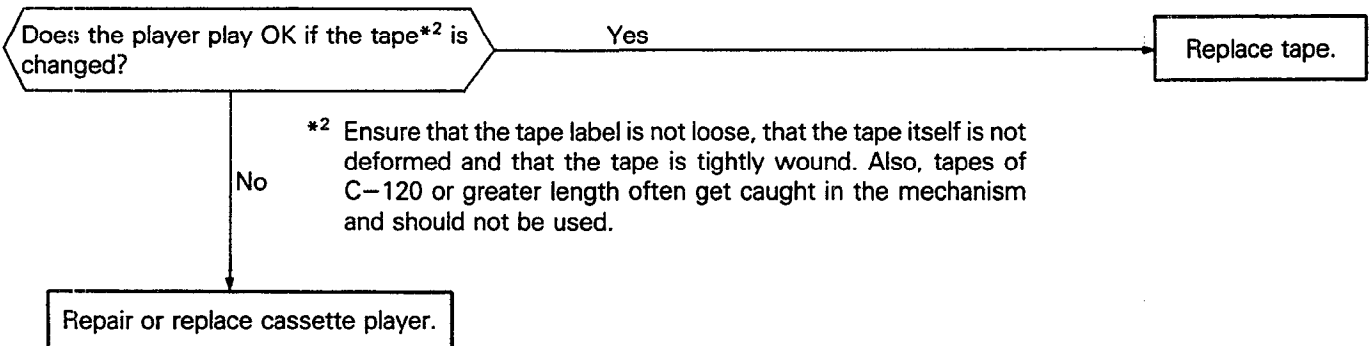 Does the player play OK if the tape*2 is
changed?
Yes
Replace tape.
*2 Ensure that the tape label is not loose, that the tape itself is not
deformed and that the tape is tightly wound. Also, tapes of
C–120 or greater length often get caught in the mechanism
and should not be used.
No
Repair or replace cassette player.